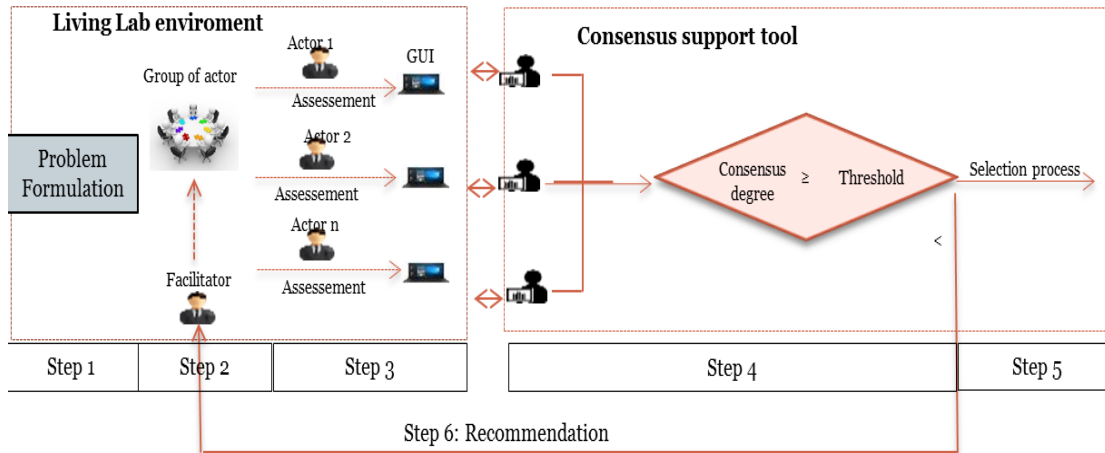 Living Lab enviroment
Group of actor
Actor 1
Assessement
GUI
Actor 2
Assessement
Actor n
Assessement
Problem
Formulation
Facilitator
Consensus support tool
Consensus
degree
≥
Threshold
Selection process
<
Step 1
Step 2
Step 3
Step 4
Step 5
Step 6: Recommendation